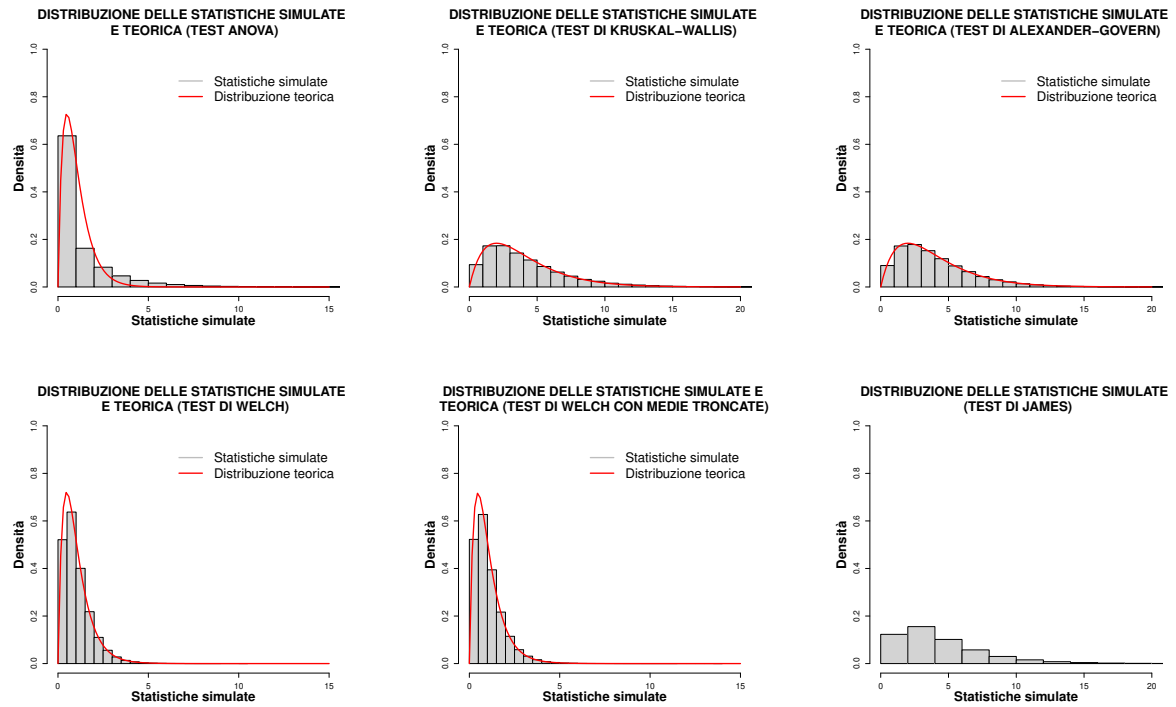 DISTRIBUZIONE DELLE STATISTICHE SIMULATE
E TEORICA (TEST ANOVA)
1.0
0.8
0.6
0.4
0.2
0.0
Densità
Statistiche simulate
Distribuzione teorica
0
5
10
15
Statistiche simulate
DISTRIBUZIONE DELLE STATISTICHE SIMULATE
E TEORICA (TEST DI KRUSKAL−WALLIS)
1.0
0.8
0.6
0.4
0.2
0.0
Densità
Statistiche simulate
Distribuzione teorica
0
5
10
15
20
Statistiche simulate
DISTRIBUZIONE DELLE STATISTICHE SIMULATE
E TEORICA (TEST DI ALEXANDER−GOVERN)
1.0
0.8
0.6
0.4
0.2
0.0
Densità
Statistiche simulate
Distribuzione teorica
0
5
10
15
20
Statistiche simulate
DISTRIBUZIONE DELLE STATISTICHE SIMULATE
E TEORICA (TEST DI WELCH)
1.0
0.8
0.6
0.4
0.2
0.0
Densità
Statistiche simulate
Distribuzione teorica
0
5
10
15
Statistiche simulate
DISTRIBUZIONE DELLE STATISTICHE SIMULATE E
TEORICA (TEST DI WELCH CON MEDIE TRONCATE)
1.0
0.8
0.6
0.4
0.2
0.0
Densità
Statistiche simulate
Distribuzione teorica
0
5
10
15
Statistiche simulate
DISTRIBUZIONE DELLE STATISTICHE SIMULATE
(TEST DI JAMES)
1.0
0.8
0.6
0.4
0.2
0.0
Densità
0
5
10
15
20
Statistiche simulate